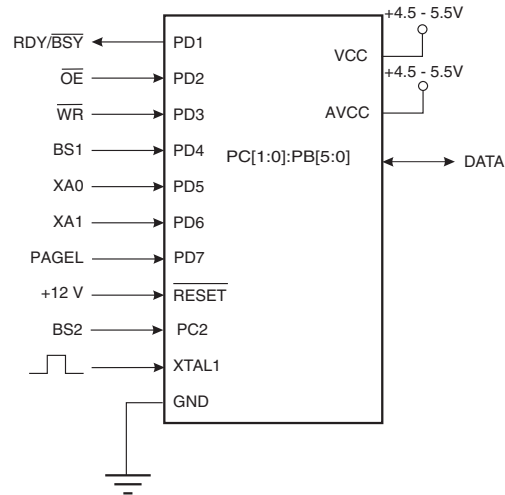 +4.5 - 5.5V
RDY/BSY
PD1
VCC
OE
PD2
+4.5 - 5.5V
WR
PD3
AVCC
BS1
PD4
PC[1:0]:PB[5:0]
DATA
XA0
PD5
XA1
PD6
PAGEL
PD7
+12 V
RESET
BS2
PC2
XTAL1
GND